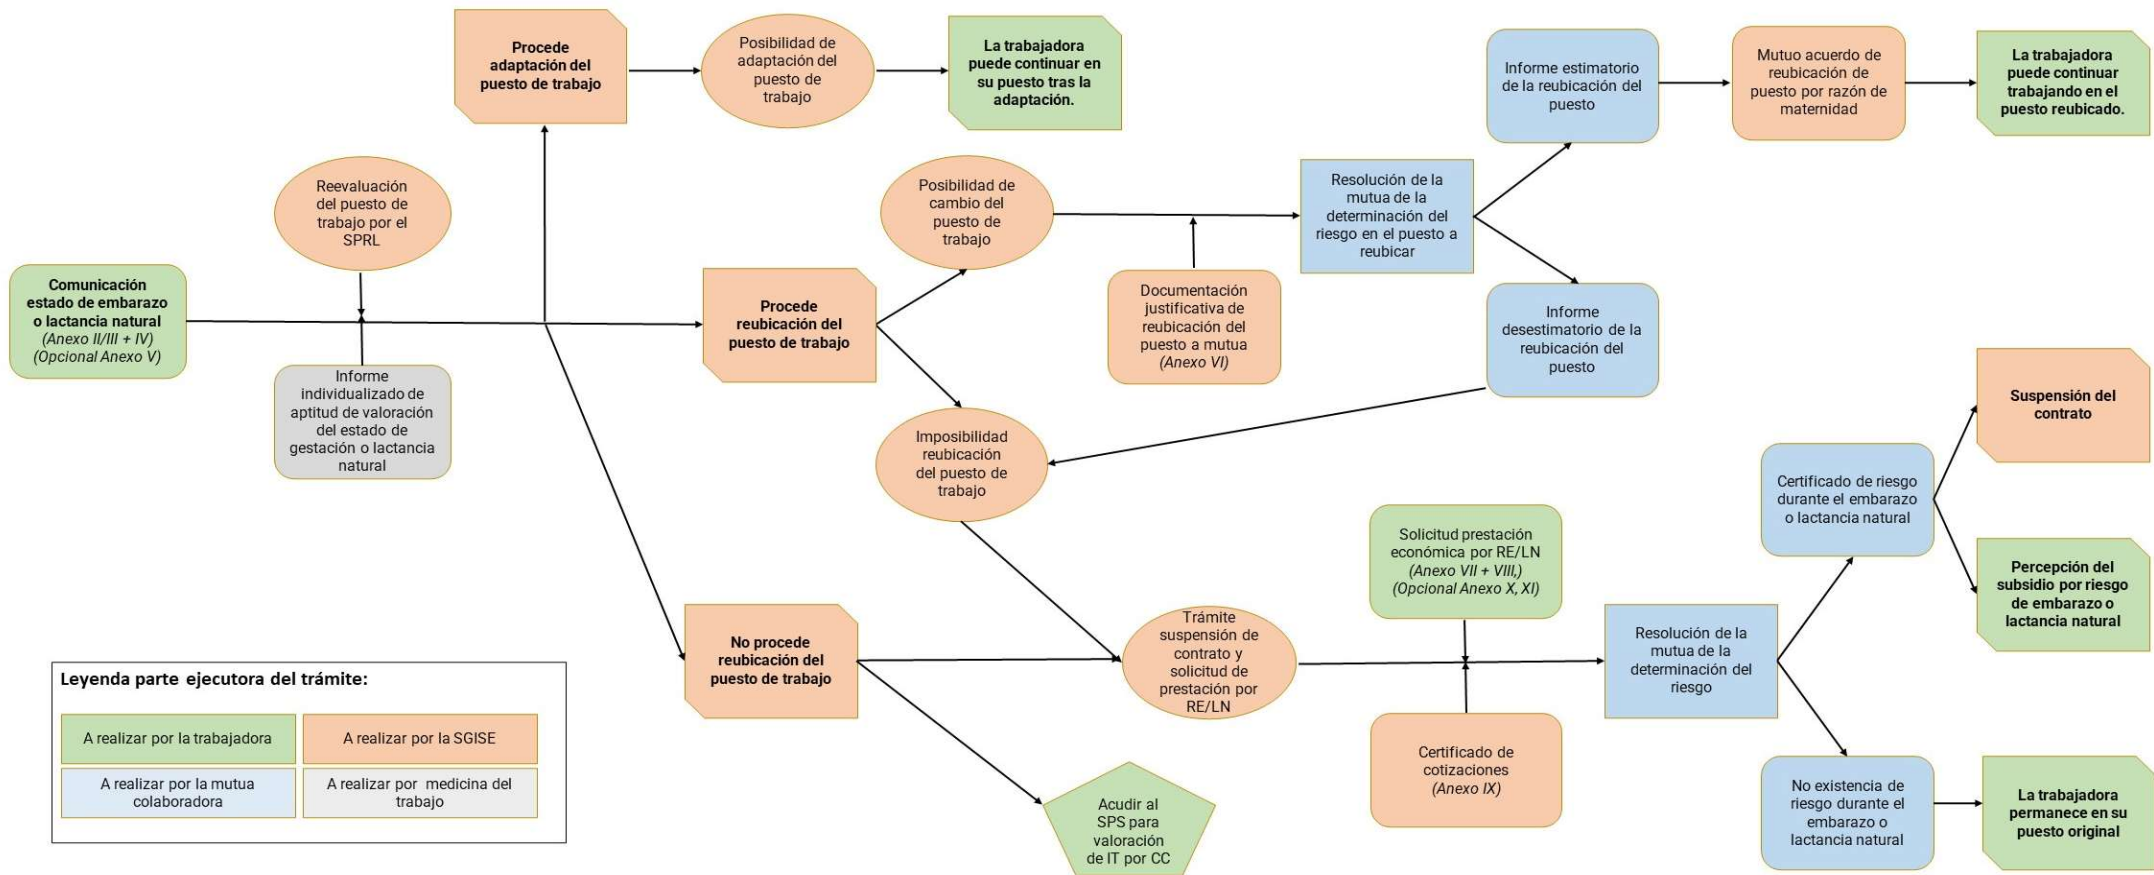 Procede
adaptación del
puesto de trabajo
Posibilidad de
adaptación del
puesto de
trabajo
La trabajadora
puede continuar en
su puesto tras la
adaptación.
Informe estimatorio
de la reubicación del
puesto
Mutuo acuerdo de
reubicación de
puesto por razón de
maternidad
La trabajadora
puede continuar
trabajando en el
puesto reubicado.
Reevaluación
del puesto de
trabajo por el
SPRL
Posibilidad de
cambio del
puesto de
trabajo
Resolución de la
mutua de la
determinación del
riesgo en el puesto a
reubicar
Comunicación
estado de embarazo
o lactancia natural
(Anexo II/III + IV)
(Opcional Anexo V)
Procede
reubicación del
puesto de trabajo
Documentación
justificativa de
reubicación del
puesto a mutua
(Anexo VI)
Informe
desestimatorio de la
reubicación del
puesto
Informe
individualizado de
aptitud de valoración
del estado de
gestación o lactancia
natural
Imposibilidad
reubicación
del puesto de
trabajo
Suspensión del
contrato
Certificado de riesgo
durante el embarazo
o lactancia natural
Solicitud prestación
económica por RE/LN
(Anexo VII + VIII,)
(Opcional Anexo X, XI)
Percepción del
subsidio por riesgo
de embarazo o
lactancia natural
No procede
reubicación del
puesto de trabajo
Trámite
suspensión de
contrato y
solicitud de
prestación por
RE/LN
Resolución de la
mutua de la
determinación del
riesgo
Certificado de
cotizaciones
(Anexo IX)
Acudir al
SPS para
valoración
de IT por CC
No existencia de
riesgo durante el
embarazo o
lactancia natural
La trabajadora
permanece en su
puesto original
Leyenda parte ejecutora del trámite:
A realizar por la trabajadora
A realizar por la SGISE
A realizar por la mutua
colaboradora
A realizar por medicina del
trabajo